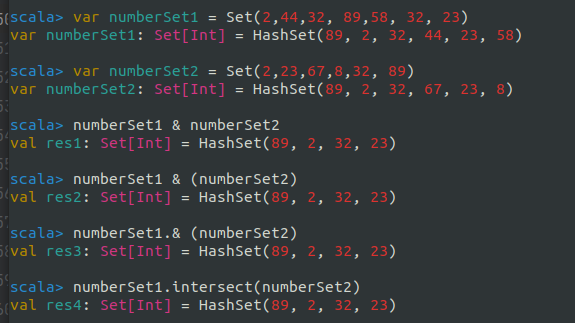 scala> var numberSet1 = Set(2,44,32, 89,58, 32, 23)
var numberSet1: Set[Int] = HashSet(89, 2, 32, 44, 23, 58)
scala> var numberSet2 = Set(2,23,67,8,32, 89)
var numberSet2: Set[Int] = HashSet(89, 2, 32, 67, 23, 8)
scala> numberSet1 & numberSet2
val res1: Set[Int] = HashSet(89, 2, 32, 23)
scala> numberSet1 & (numberSet2)
val res2: Set[Int] = HashSet(89, 2, 32, 23)
scala> numberSet1.& (numberSet2)
val res3: Set[Int] = HashSet(89, 2, 32, 23)
scala> numberSet1.intersect(numberSet2)
val res4: Set[Int] = HashSet(89, 2, 32, 23)